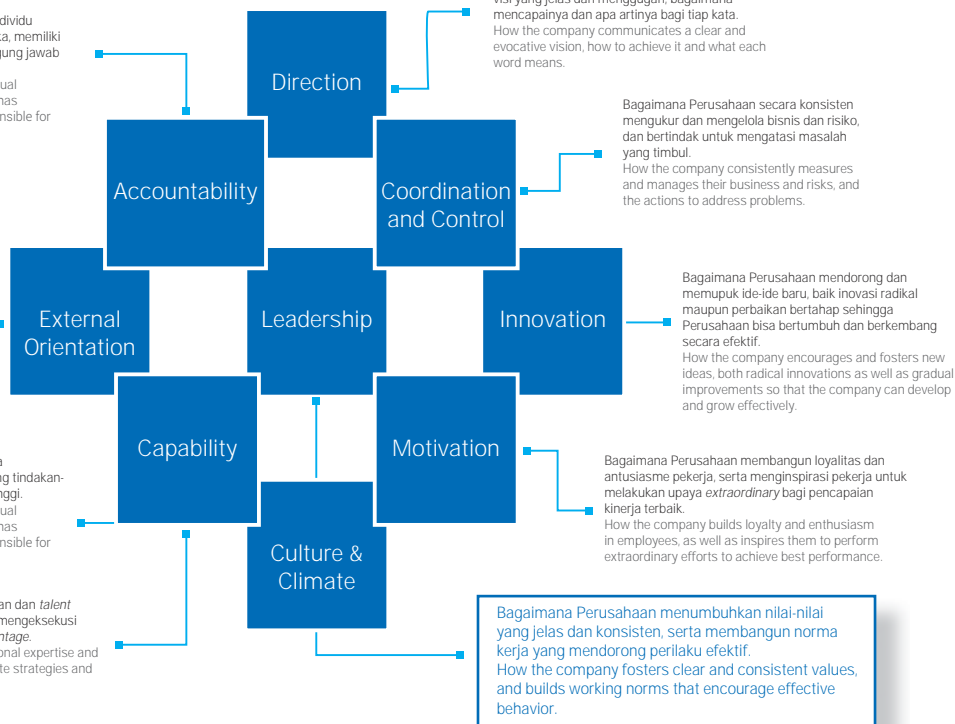 visi yang jelas dan menggugah, bagaimana
mencapainya dan apa artinya bagi tiap kata.
How the company communicates a clear and
evocative vision, how to achieve it and what each
word means.
dividu
ka, memiliki
gung jawab
ual
has
nsible for
Direction
Accountability
Coordination
and Control
Bagaimana Perusahaan secara konsisten
mengukur dan mengelola bisnis dan risiko,
dan bertindak untuk mengatasi masalah
yang timbul.
How the company consistently measures
and manages their business and risks, and
the actions to address problems.
External
Orientation
Leadership
Innovation
Bagaimana Perusahaan mendorong dan
memupuk ide-ide baru, baik inovasi radikal
maupun perbaikan bertahap sehingga
Perusahaan bisa bertumbuh dan berkembang
secara efektif.
How the company encourages and fosters new
ideas, both radical innovations as well as gradual
improvements so that the company can develop
and grow effectively.
Capability
Motivation
a
ng tindakan-
nggi.
ual
has
nsible for
Bagaimana Perusahaan membangun loyalitas dan
antusiasme pekerja, serta menginspirasi pekerja untuk
melakukan upaya extraordinary bagi pencapaian
kinerja terbaik.
How the company builds loyalty and enthusiasm
in employees, as well as inspires them to perform
extraordinary efforts to achieve best performance.
Culture &
Climate
an dan talent
mengeksekusi
ntage.
onal expertise and
te strategies and
Bagaimana Perusahaan menumbuhkan nilai-nilai
yang jelas dan konsisten, serta membangun norma
kerja yang mendorong perilaku efektif.
How the company fosters clear and consistent values,
and builds working norms that encourage effective
behavior.